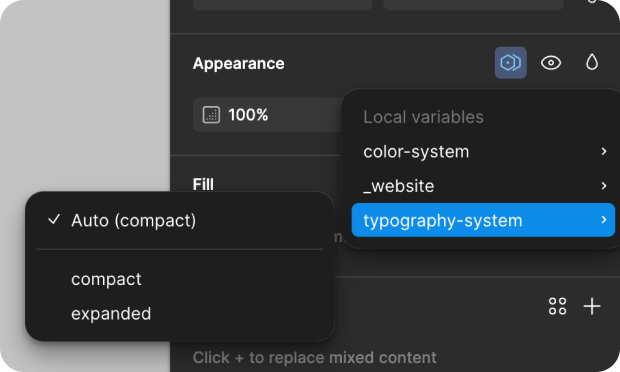 Appearance
100%
Local variables
color-system
_website
typography-system
Fill
Auto (compact)
compact
expanded
Click + to replace mixed content